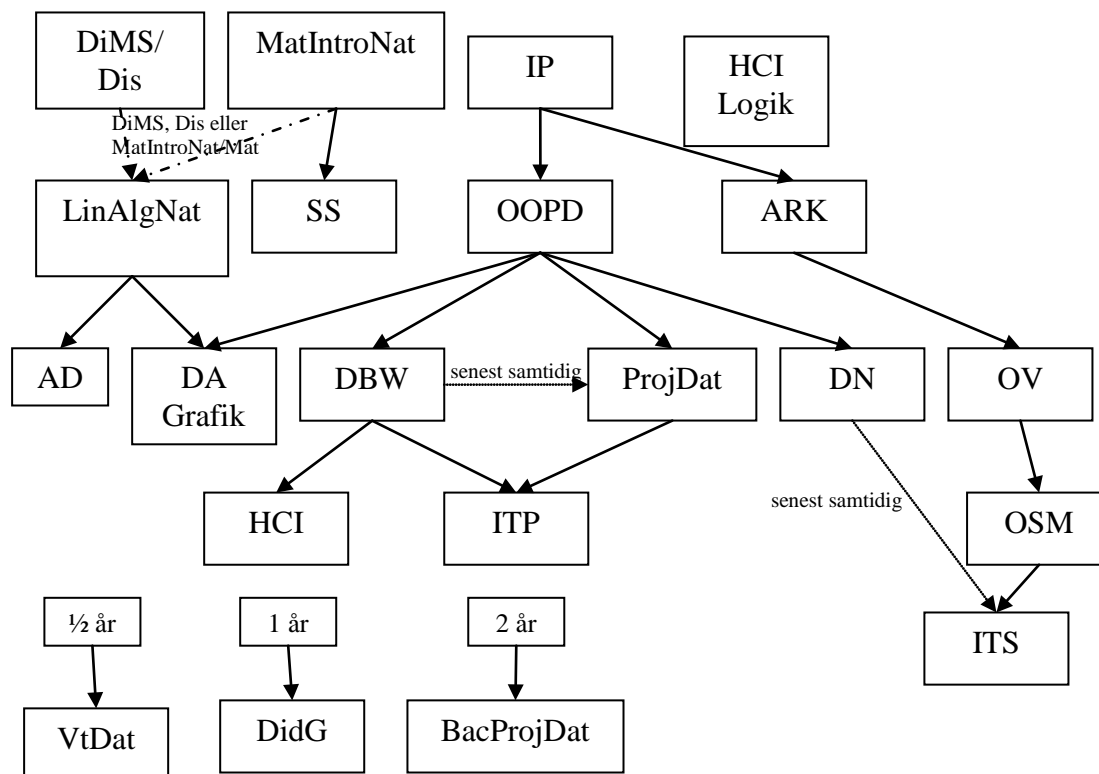 DiMS/
Dis
MatIntroNat
IP
HCI
Logik
DiMS, Dis eller
MatIntroNat/Mat
LinAlgNat
SS
OOPD
ARK
AD
DA
Grafik
DBW
senest samtidig
ProjDat
DN
OV
HCI
ITP
senest samtidig
OSM
½ år
1 år
2 år
ITS
VtDat
DidG
BacProjDat